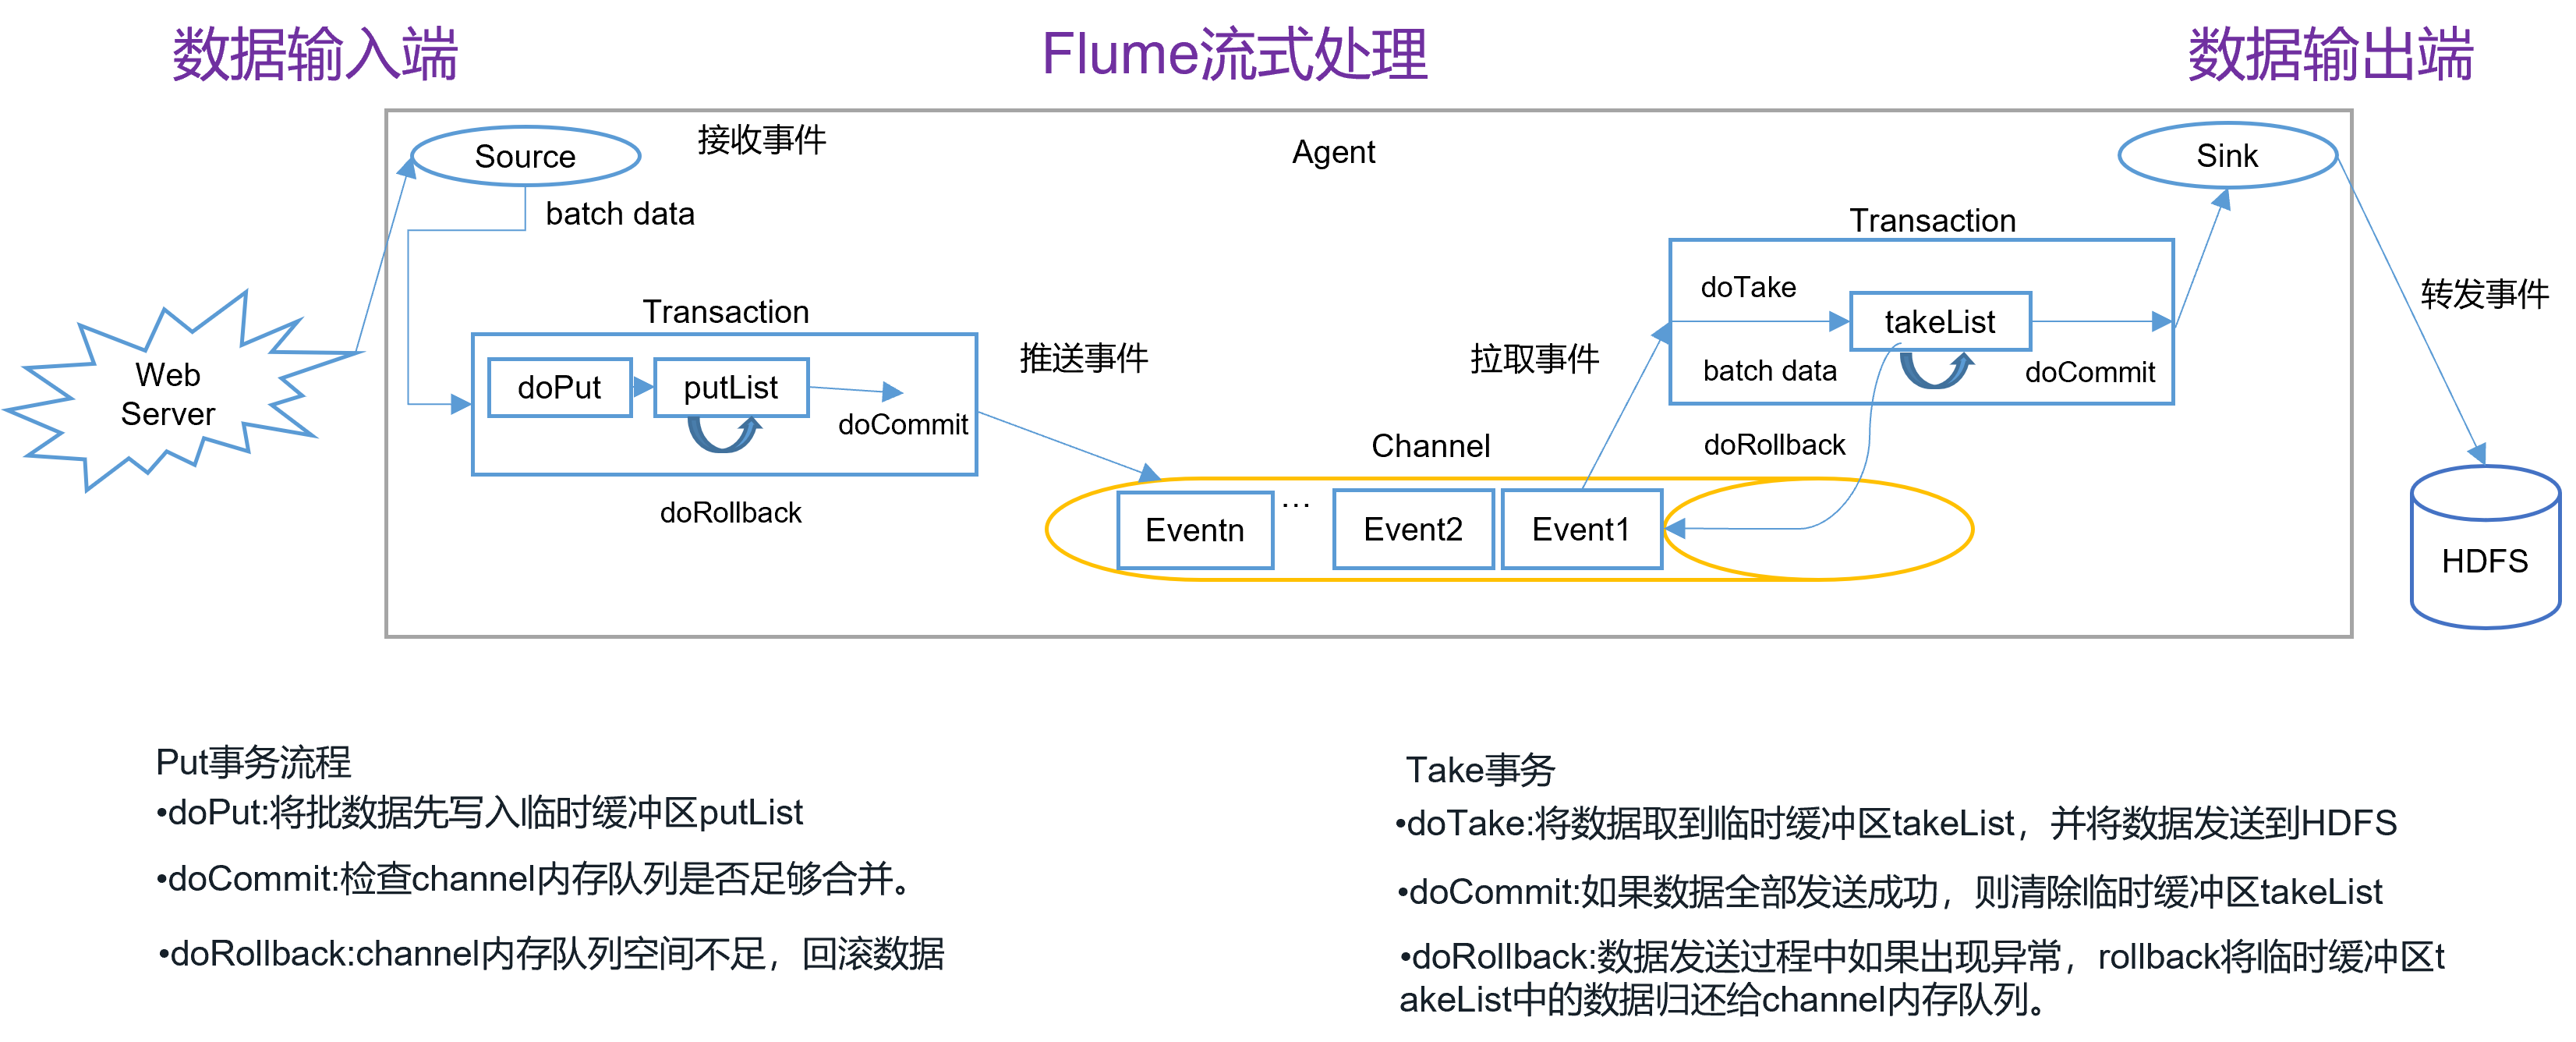 数据输入端
Flume流式处理
数据输出端
Source
接收事件
Agent
Sink
batch data
Transaction
doTake
takeList
转发事件
Transaction
Web
Server
doPut
putList
doCommit
推送事件
拉取事件
batch data
doCommit
Channel
doRollback
doRollback
Eventn
…
Event2
Event1
HDFS
Put事务流程
•doPut:将批数据先写入临时缓冲区putList
•doCommit:检查channel内存队列是否足够合并。
•doRollback:channel内存队列空间不足，回滚数据
Take事务
•doTake:将数据取到临时缓冲区takeList，并将数据发送到HDFS
•doCommit:如果数据全部发送成功，则清除临时缓冲区takeList
•doRollback:数据发送过程中如果出现异常，rollback将临时缓冲区t
akeList中的数据归还给channel内存队列。